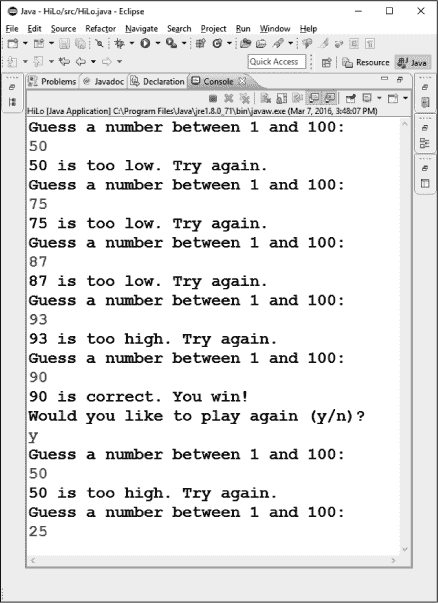 Java - HiLo/src/HiLo.java - Eclipse
File Edit Source Refactor Navigate Search Project Run Window Help
Quick Access
Resource
Java
Problems @ Javadoc Declaration Console
HiLo [Java Application] C:\Program Files\Java\jre1.8.0_71\bin\javaw.exe (Mar 7, 2016, 3:48:07 PM)
Guess a number between 1 and 100:
50
50 is too low. Try again.
Guess a number between 1 and 100:
75
75 is too low. Try again.
Guess a number between 1 and 100:
87
87 is too low. Try again.
Guess a number between 1 and 100:
93
93 is too high. Try again.
Guess a number between 1 and 100:
90
90 is correct. You win!
Would you like to play again (y/n)?
y
Guess a number between 1 and 100:
50
50 is too high. Try again.
Guess a number between 1 and 100:
25